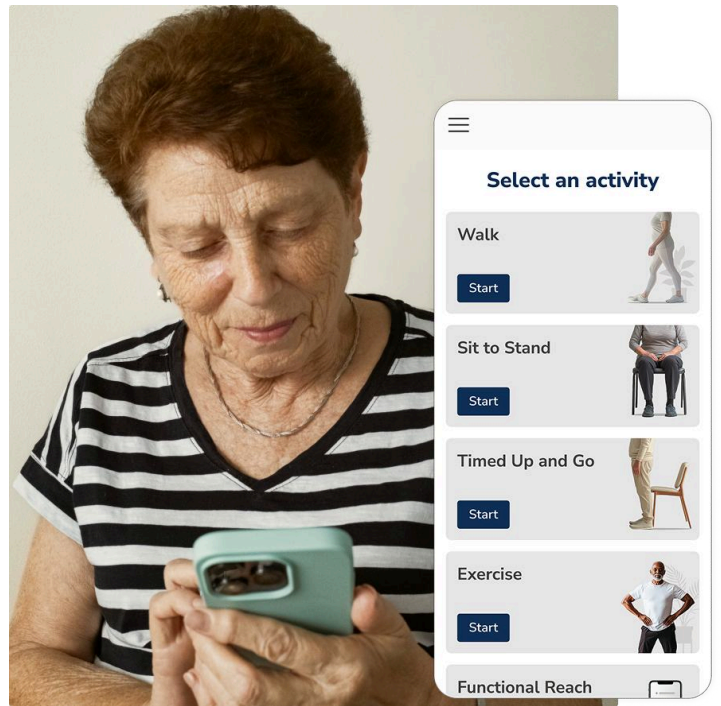 Select an activity
Walk
Start
Sit to Stand
Start
Timed Up and Go
Start
Exercise
Start
Functional Reach